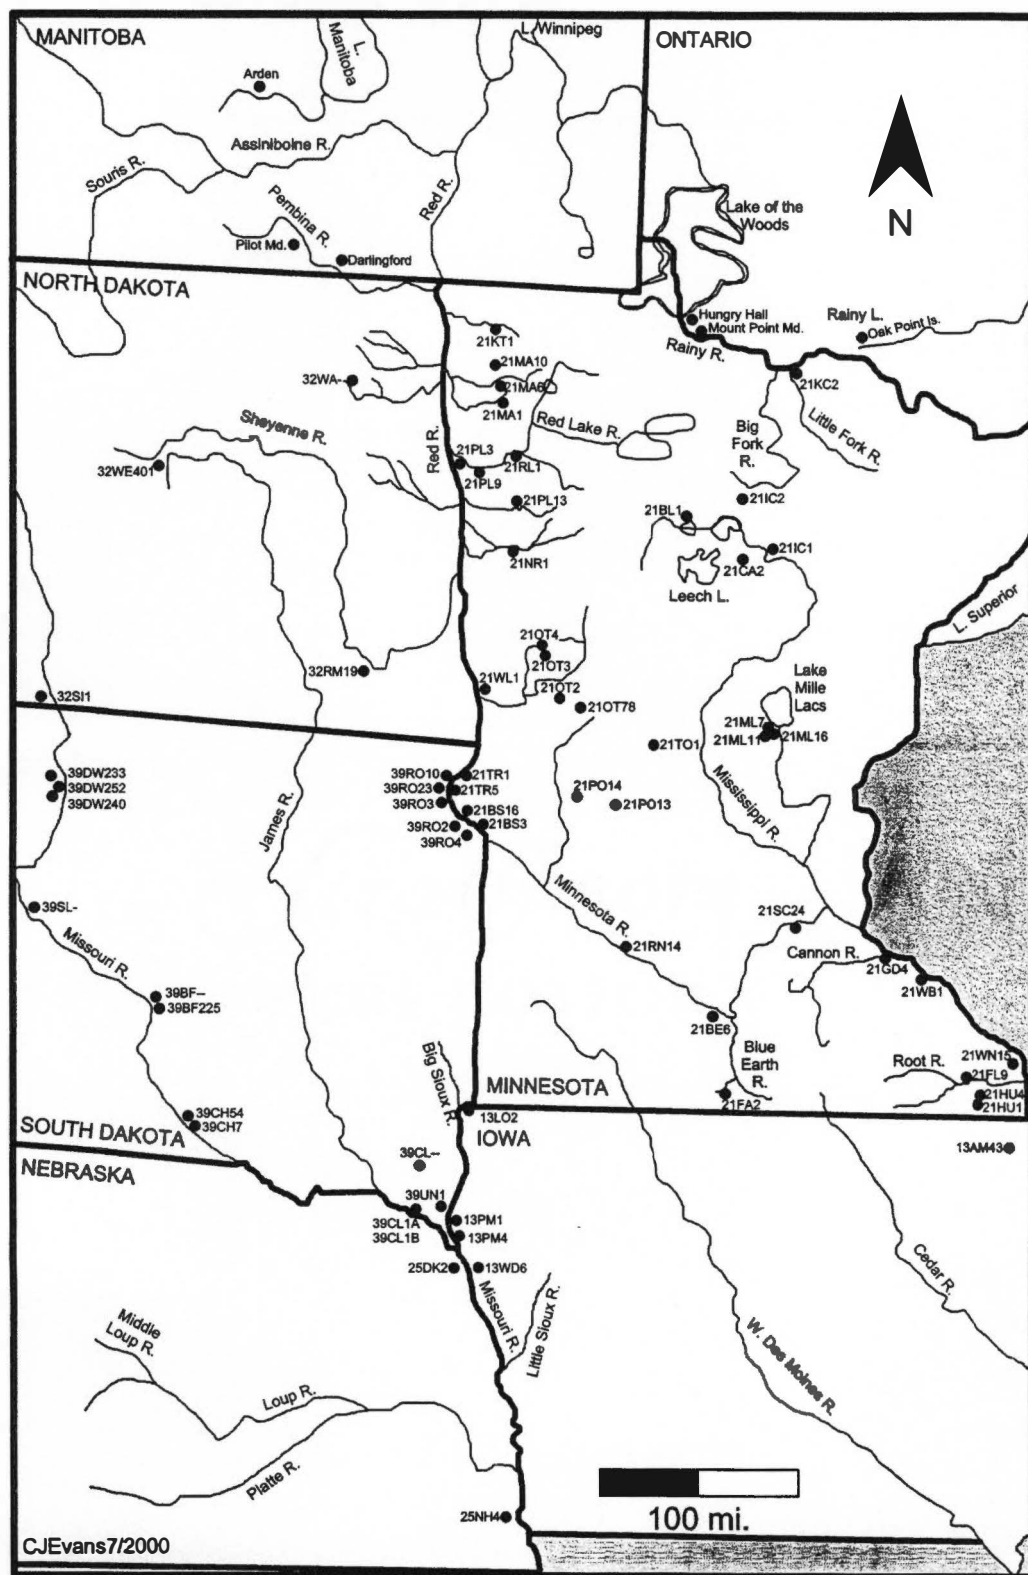 MANITOBA
L. Manitoba
L. Winnipeg
ONTARIO
Arden
Assiniboine R.
Souris R.
Red R.
Pembina R.
Pilot Md.
Darlingford
Lake of the
Woods
N
NORTH DAKOTA
Hungry Hall
Mount Point Md.
Rainy R.
Rainy L.
Oak Point Is.
21KT1
21MA10
32WA--
21MA6
21MA1
21KC2
Red Lake R.
Big
Fork
R.
Little Fork R.
Sheyenne R.
Red R.
32WE401
21PL3
21RL1
21PL9
21PL13
21IC2
21BL1
21NR1
21IC1
21CA2
Leech L.
L. Superior
21OT4
21OT3
32RM19
21WL1
21OT2
21OT78
Lake
Mille
Lacs
32SI1
21ML7
21ML11
21ML16
21TO1
39DW233
39DW252
39DW240
39RO10
21TR1
39RO23
21TR5
39RO3
21BS16
39RO2
21BS3
39RO4
21PO14
21PO13
James R.
Mississippi R.
39SL-
Missouri R.
Minnesota R.
21SC24
21RN14
Cannon R.
21GD4
21WB1
39BF--
39BF225
21BE6
Blue
Earth
R.
Big Sioux R.
Root R.
21WN15
21FL9
21HU4
21HU1
MINNESOTA
21FA2
39CH54
39CH7
SOUTH DAKOTA
13LO2
IOWA
13AM43
NEBRASKA
39CL--
39UN1
39CL1A
39CL1B
13PM1
13PM4
25DK2
13WD6
Missouri R.
Little Sioux R.
Cedar R.
W. Des Moines R.
Middle
Loup R.
Loup R.
Platte R.
25NH4
100 mi.
CJEvans7/2000